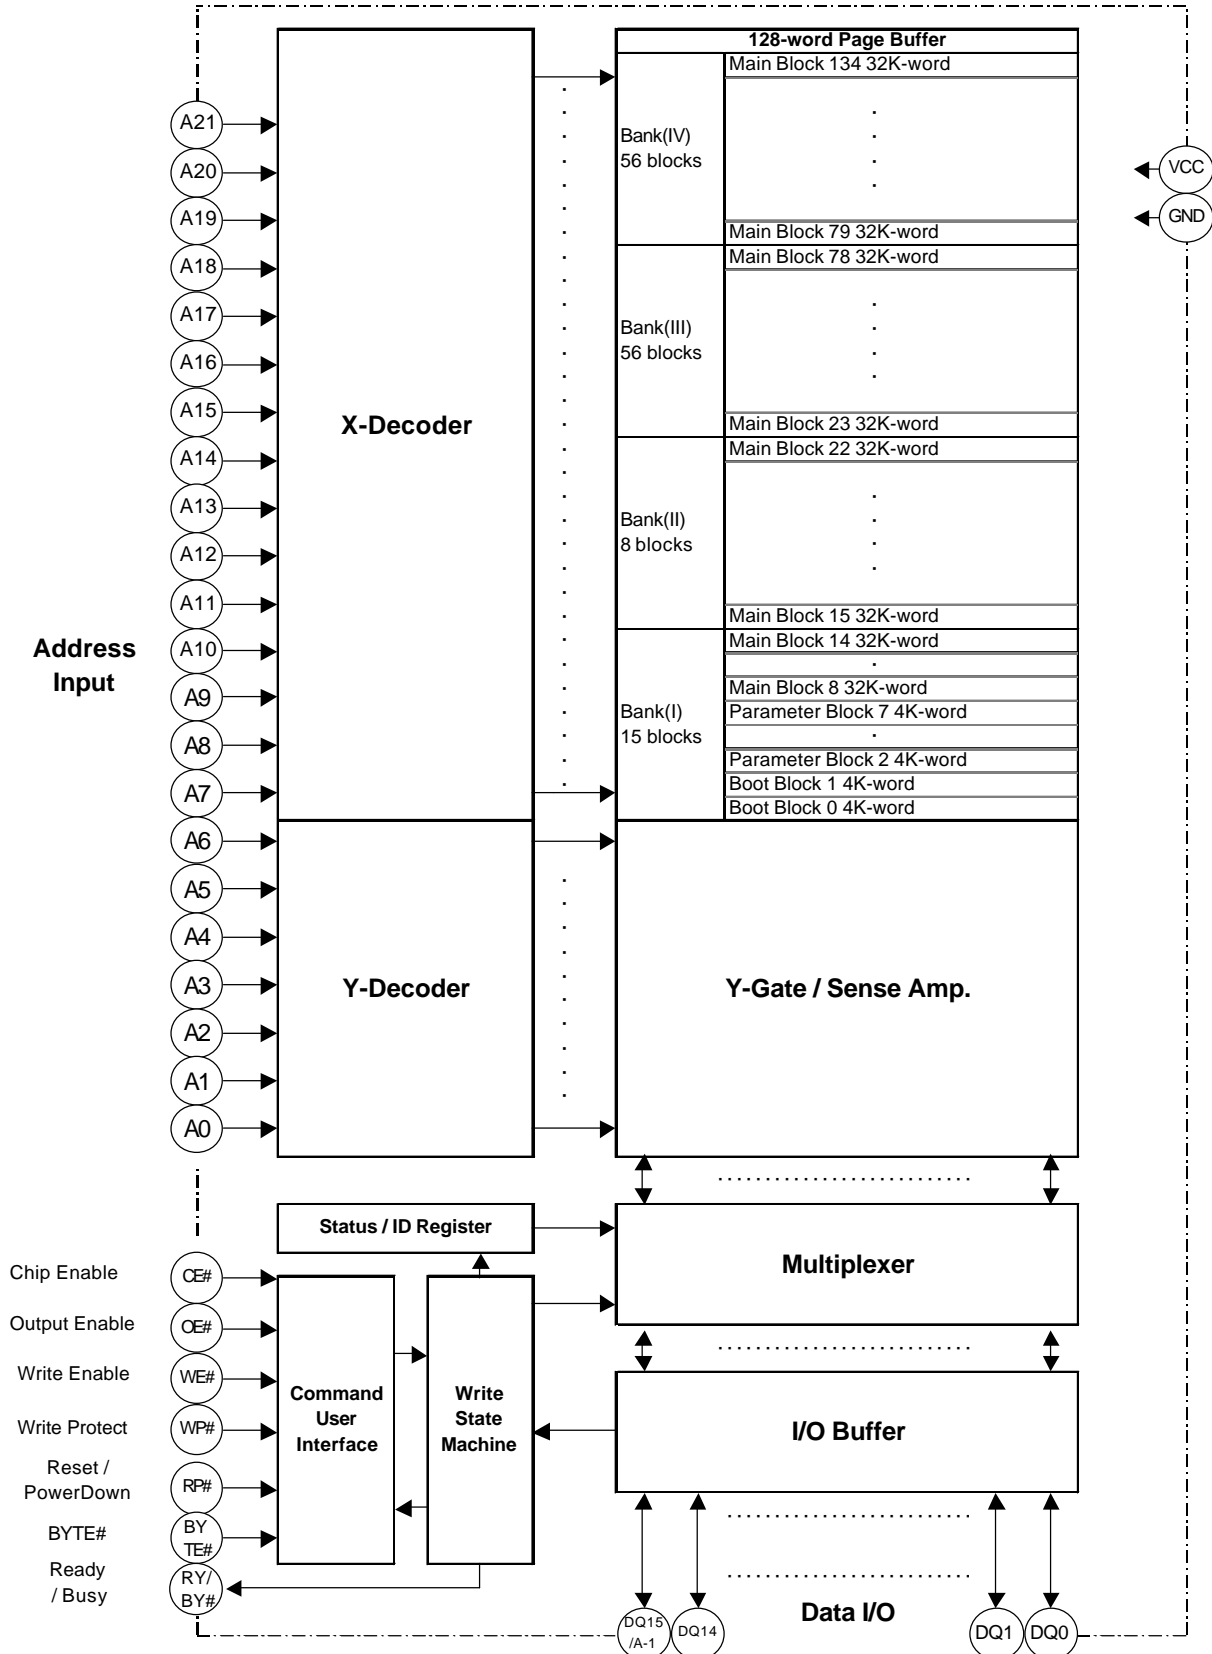 128-word Page Buffer
Main Block 134 32K-word
Bank(IV)
56 blocks
Main Block 79 32K-word
Main Block 78 32K-word
Bank(III)
56 blocks
Main Block 23 32K-word
Main Block 22 32K-word
Bank(II)
8 blocks
Main Block 15 32K-word
Main Block 14 32K-word
Main Block 8 32K-word
Bank(I)
15 blocks
Parameter Block 7 4K-word
Parameter Block 2 4K-word
Boot Block 1 4K-word
Boot Block 0 4K-word
VCC
GND
X-Decoder
Address
Input
A21
A20
A19
A18
A17
A16
A15
A14
A13
A12
A11
A10
A9
A8
A7
A6
A5
A4
A3
A2
A1
A0
Y-Decoder
Y-Gate / Sense Amp.
Status / ID Register
Multiplexer
Chip Enable
CE#
Output Enable
OE#
Write Enable
WE#
Write Protect
WP#
Reset /
PowerDown
RP#
BYTE#
BY
TE#
Ready
/ Busy
RY/
BY#
Command
User
Interface
Write
State
Machine
I/O Buffer
Data I/O
DQ15
/A-1
DQ14
DQ1
DQ0